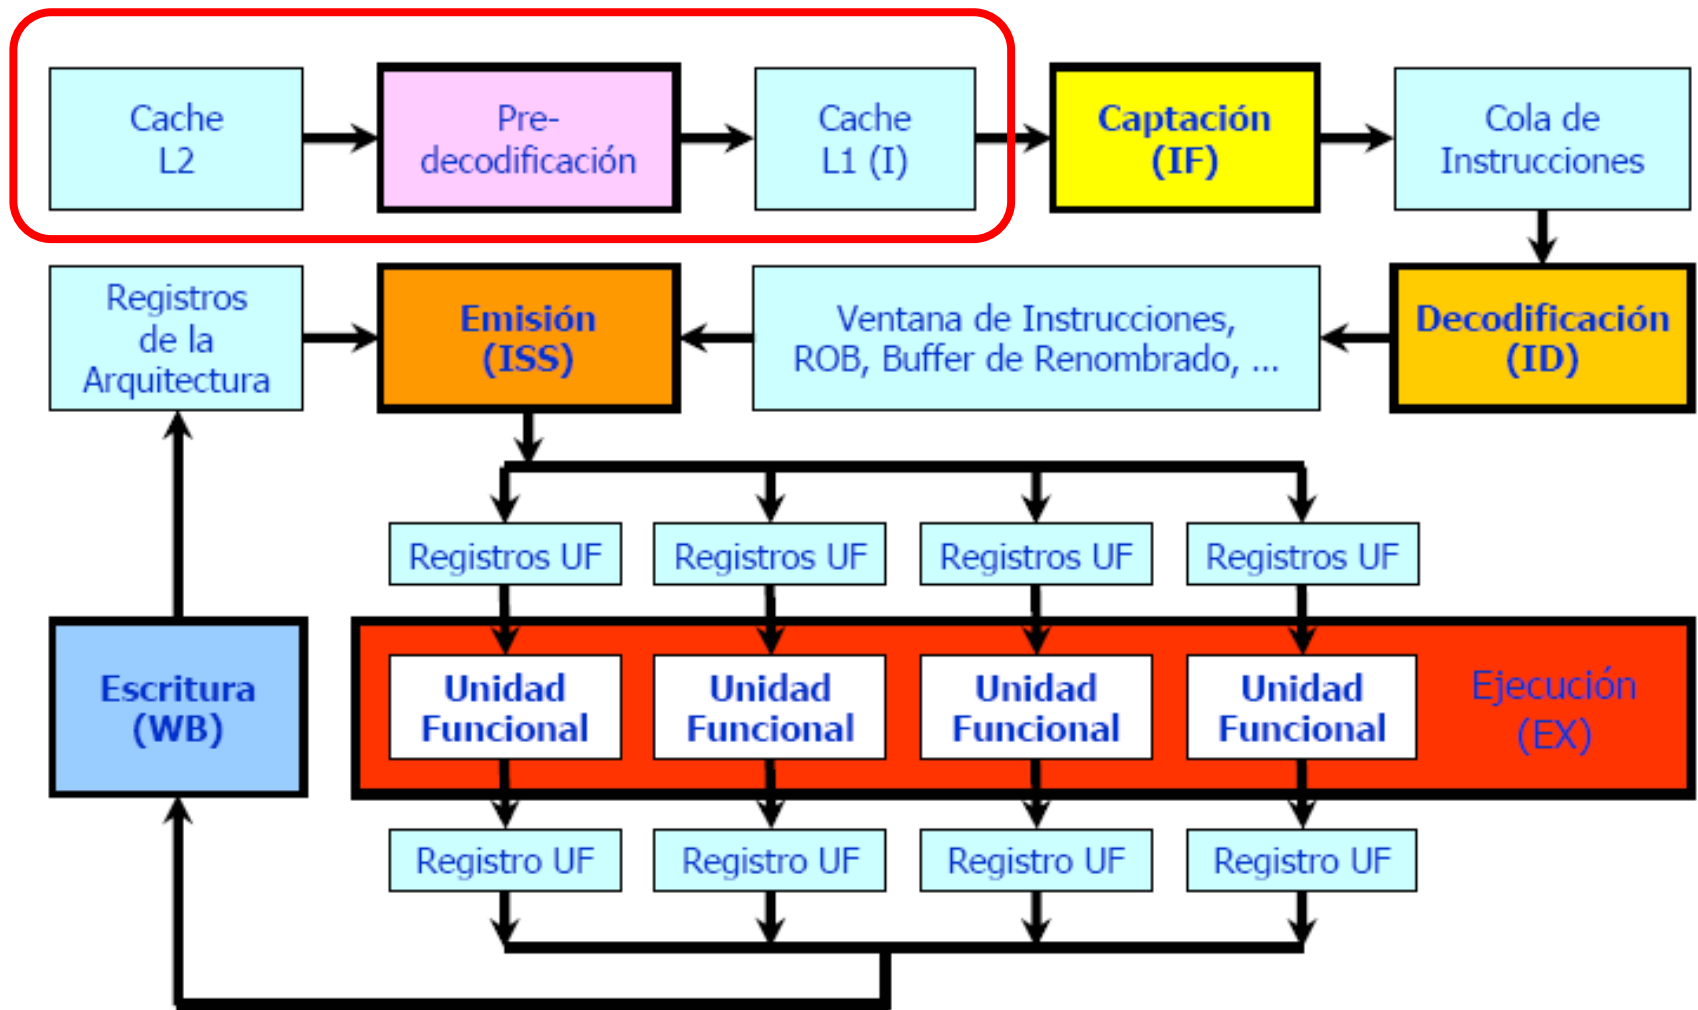 Cache
L2
Pre-
decodificación
Cache
L1 (I)
Captación
(IF)
Cola de
Instrucciones
Registros
de la
Arquitectura
Emisión
(ISS)
Ventana de Instrucciones,
ROB, Buffer de Renombrado, ...
Decodificación
(ID)
Registros UF
Registros UF
Registros UF
Registros UF
Escritura
(WB)
Unidad
Funcional
Unidad
Funcional
Unidad
Funcional
Unidad
Funcional
Ejecución
(EX)
Registro UF
Registro UF
Registro UF
Registro UF